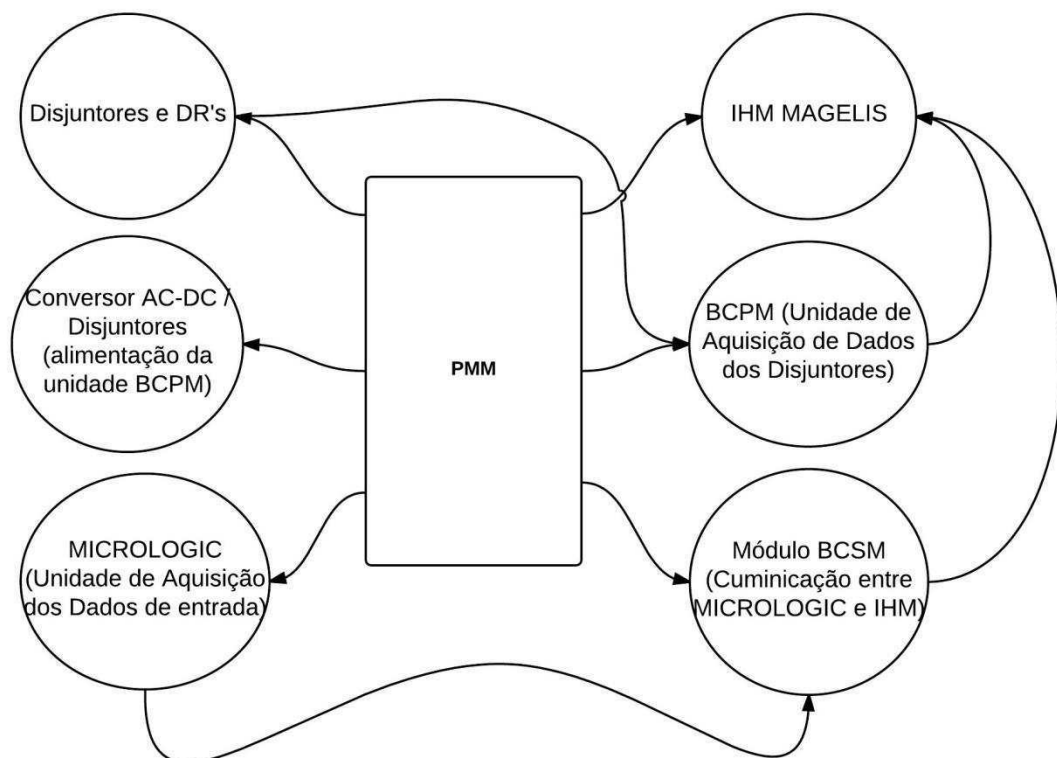 Disjuntores e DR's
IHM MAGELIS
Conversor AC-DC /
Disjuntores
(alimentação da
unidade BCPM)
PMM
BCPM (Unidade de
Aquisição de Dados
dos Disjuntores)
MICROLOGIC
(Unidade de Aquisição
dos Dados de entrada)
Módulo BCSM
(Cuminicação entre
MICROLOGIC e IHM)